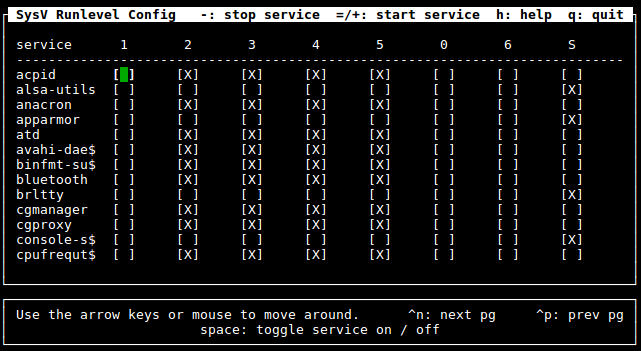 SysV Runlevel Config   -: stop service  =/+: start service  h: help  q: quit
service      1       2       3       4       5       0       6       S
----------------------------------------------------------------------------
acpid       [ ]     [X]     [X]     [X]     [X]     [ ]     [ ]     [ ]
alsa-utils  [ ]     [ ]     [ ]     [ ]     [ ]     [ ]     [ ]     [X]
anacron     [ ]     [X]     [X]     [X]     [X]     [ ]     [ ]     [ ]
apparmor    [ ]     [ ]     [ ]     [ ]     [ ]     [ ]     [ ]     [X]
atd         [ ]     [X]     [X]     [X]     [X]     [ ]     [ ]     [ ]
avahi-dae$  [ ]     [X]     [X]     [X]     [X]     [ ]     [ ]     [ ]
binfmt-su$  [ ]     [X]     [X]     [X]     [X]     [ ]     [ ]     [ ]
bluetooth   [ ]     [X]     [X]     [X]     [X]     [ ]     [ ]     [ ]
brltty      [ ]     [ ]     [ ]     [ ]     [ ]     [ ]     [ ]     [X]
cgmanager   [ ]     [X]     [X]     [X]     [X]     [ ]     [ ]     [ ]
cgproxy     [ ]     [X]     [X]     [X]     [X]     [ ]     [ ]     [ ]
console-s$  [ ]     [ ]     [ ]     [ ]     [ ]     [ ]     [ ]     [X]
cpufrequt$  [ ]     [X]     [X]     [X]     [X]     [ ]     [ ]     [ ]
Use the arrow keys or mouse to move around.      ^n: next pg     ^p: prev pg
space: toggle service on / off